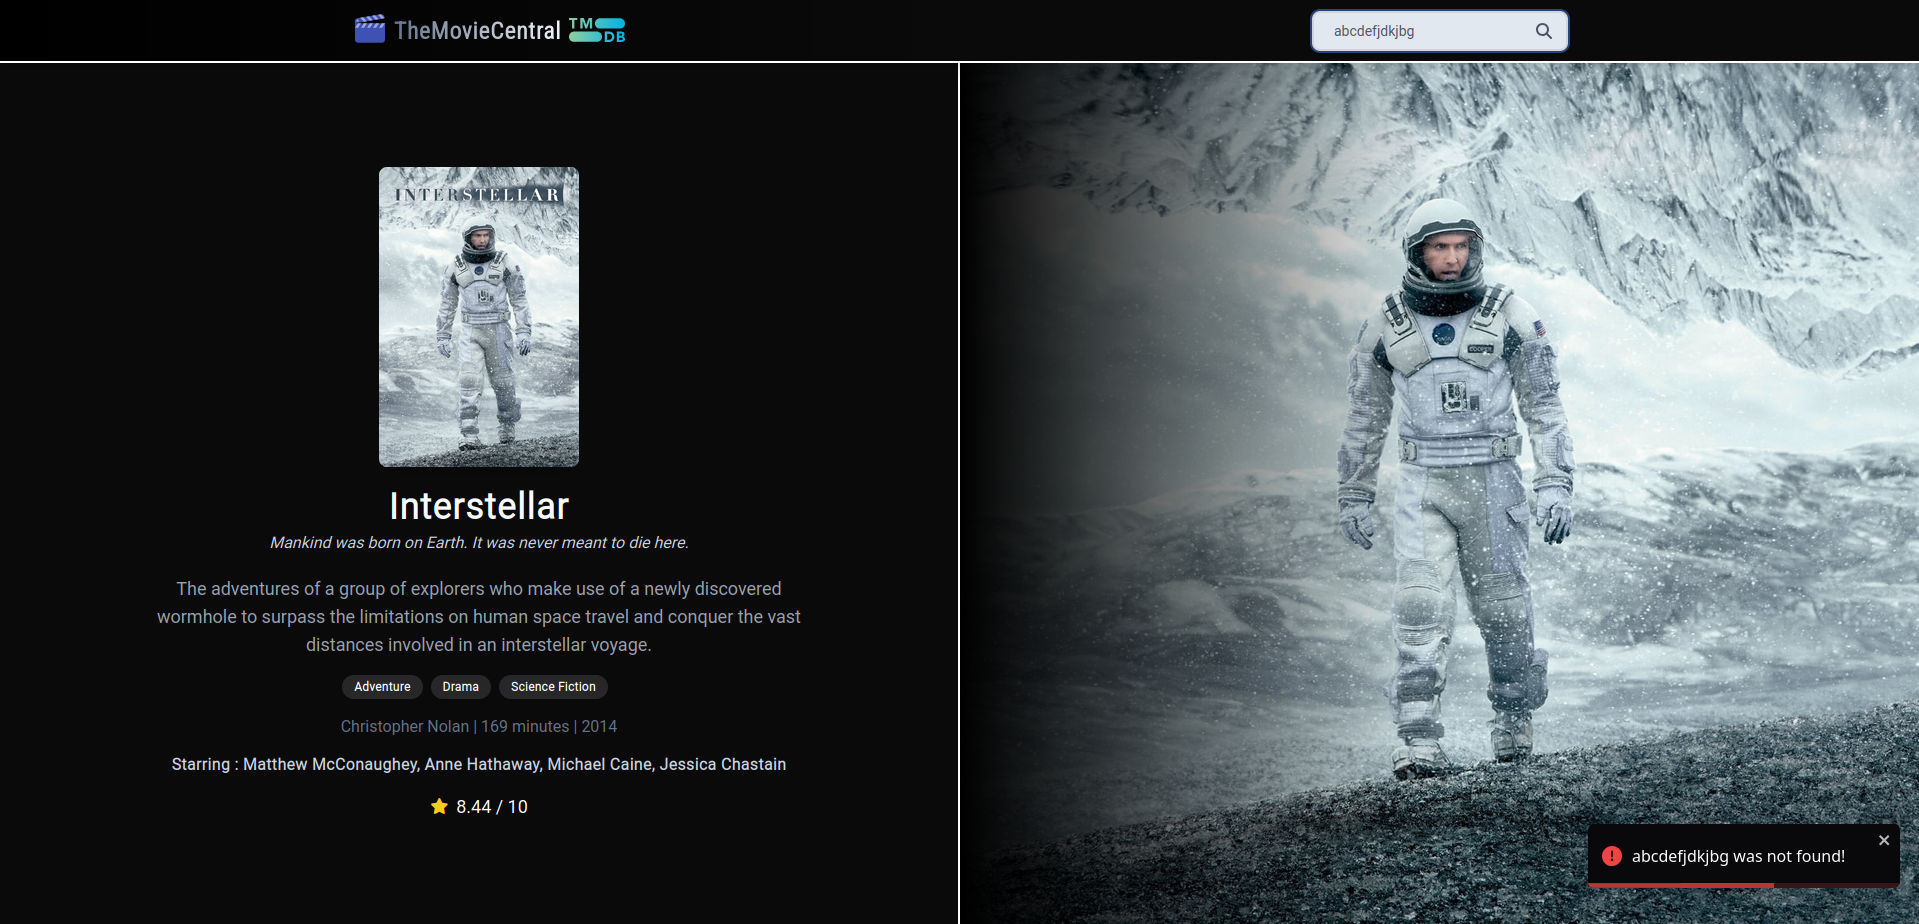 TheMovieCentral TMDB
abcdefjdkjbg
INTERSTELLAR
Interstellar
Mankind was born on Earth. It was never meant to die here.
The adventures of a group of explorers who make use of a newly discovered
wormhole to surpass the limitations on human space travel and conquer the vast
distances involved in an interstellar voyage.
Adventure Drama Science Fiction
Christopher Nolan | 169 minutes | 2014
Starring : Matthew McConaughey, Anne Hathaway, Michael Caine, Jessica Chastain
8.44 / 10
COOPER
abcdefjdkjbg was not found!